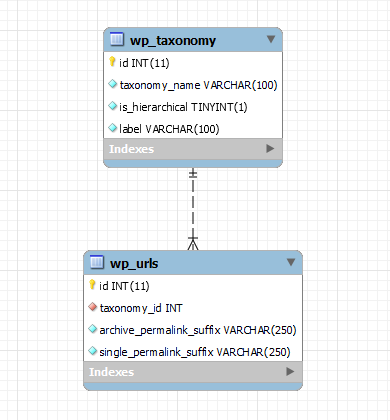 wp_taxonomy
id INT(11)
taxonomy_name VARCHAR(100)
is_hierarchical TINYINT(1)
label VARCHAR(100)
Indexes
wp_urls
id INT(11)
taxonomy_id INT
archive_permalink_suffix VARCHAR(250)
single_permalink_suffix VARCHAR(250)
Indexes